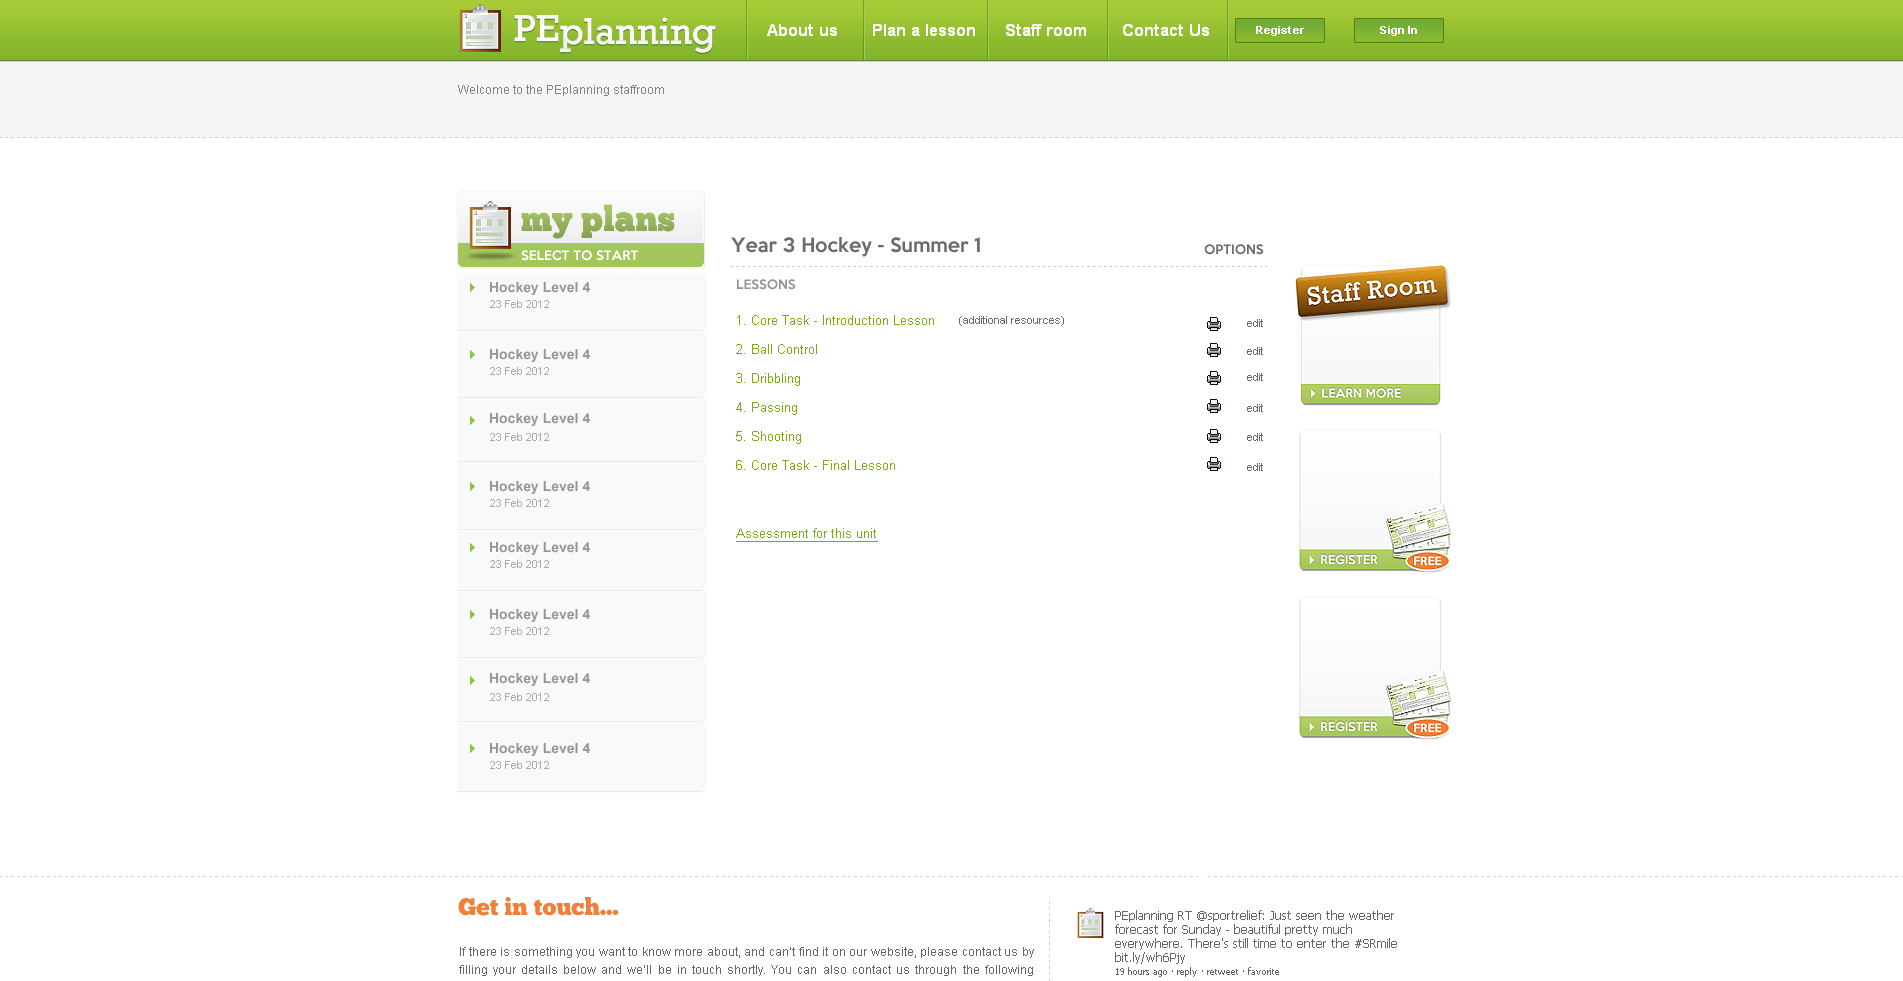 PEplanning
About us
Plan a lesson
Staff room
Contact Us
Register
Sign In
Welcome to the PEplanning staffroom
my plans
SELECT TO START
Hockey Level 4
23 Feb 2012
Hockey Level 4
23 Feb 2012
Hockey Level 4
23 Feb 2012
Hockey Level 4
23 Feb 2012
Hockey Level 4
23 Feb 2012
Hockey Level 4
23 Feb 2012
Hockey Level 4
23 Feb 2012
Hockey Level 4
23 Feb 2012
Year 3 Hockey - Summer 1
OPTIONS
LESSONS
1. Core Task - Introduction Lesson (additional resources) edit
2. Ball Control edit
3. Dribbling edit
4. Passing edit
5. Shooting edit
6. Core Task - Final Lesson edit
Assessment for this unit
Staff Room
LEARN MORE
REGISTER
FREE
REGISTER
FREE
Get in touch...
If there is something you want to know more about, and can't find it on our website, please contact us by
filling your details below and we'll be in touch shortly. You can also contact us through the following
PEplanning RT @sportrelief: Just seen the weather
forecast for Sunday - beautiful pretty much
everywhere. There's still time to enter the #SRmile
bit.ly/wh6Pjy
19 hours ago · reply · retweet · favorite